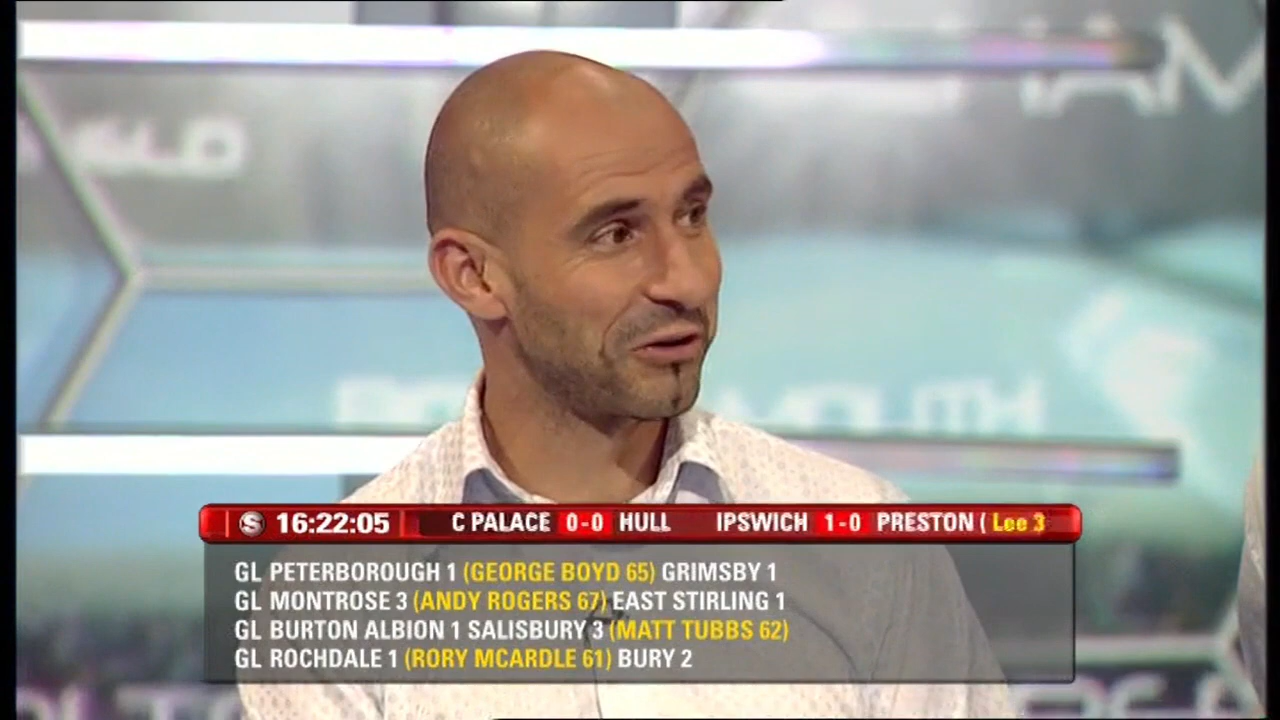 S 16:22:05 C PALACE 0-0 HULL IPSWICH 1-0 PRESTON ( Lee 3
GL PETERBOROUGH 1 (GEORGE BOYD 65) GRIMSBY 1
GL MONTROSE 3 (ANDY ROGERS 67) EAST STIRLING 1
GL BURTON ALBION 1 SALISBURY 3 (MATT TUBBS 62)
GL ROCHDALE 1 (RORY MCARDLE 61) BURY 2